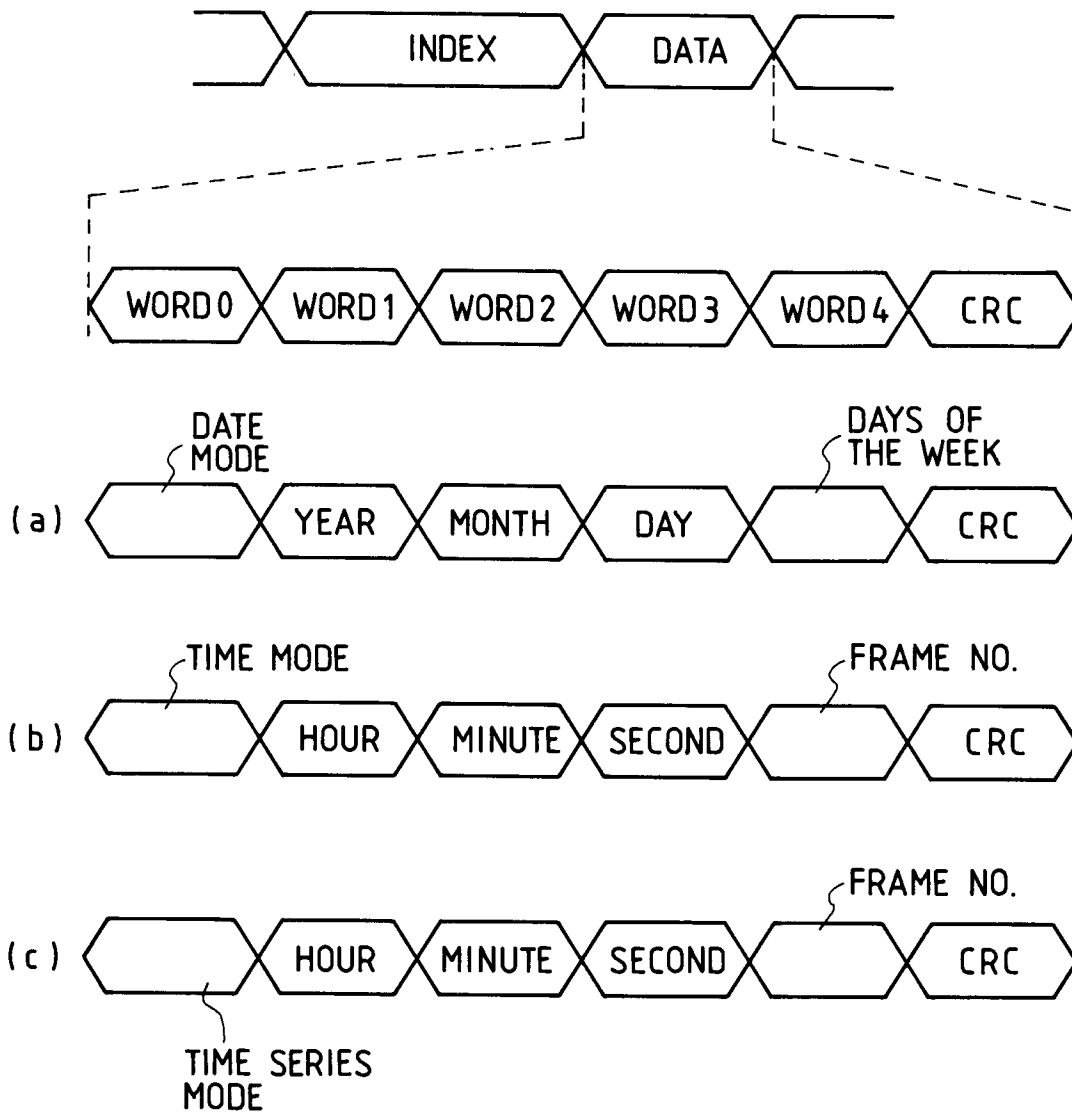 INDEX DATA
WORD 0 WORD 1 WORD 2 WORD 3 WORD 4 CRC
DATE
MODE
DAYS OF
THE WEEK
(a) YEAR MONTH DAY CRC
TIME MODE FRAME NO.
(b) HOUR MINUTE SECOND CRC
FRAME NO.
(c) HOUR MINUTE SECOND CRC
TIME SERIES
MODE